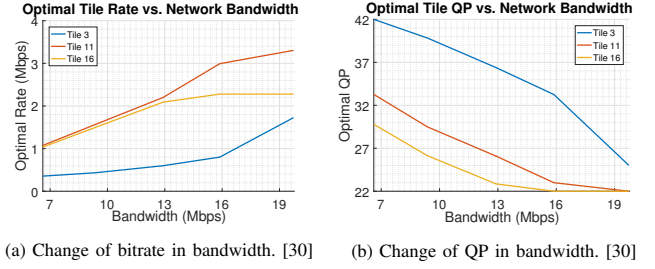 Optimal Tile Rate vs. Network Bandwidth
4
3
2
1
0
Optimal Rate (Mbps)
Tile 3
Tile 11
Tile 16
7 10 13 16 19
Bandwidth (Mbps)
(a) Change of bitrate in bandwidth. [30]
Optimal Tile QP vs. Network Bandwidth
42
37
32
27
22
Optimal QP
Tile 3
Tile 11
Tile 16
7 10 13 16 19
Bandwidth (Mbps)
(b) Change of QP in bandwidth. [30]